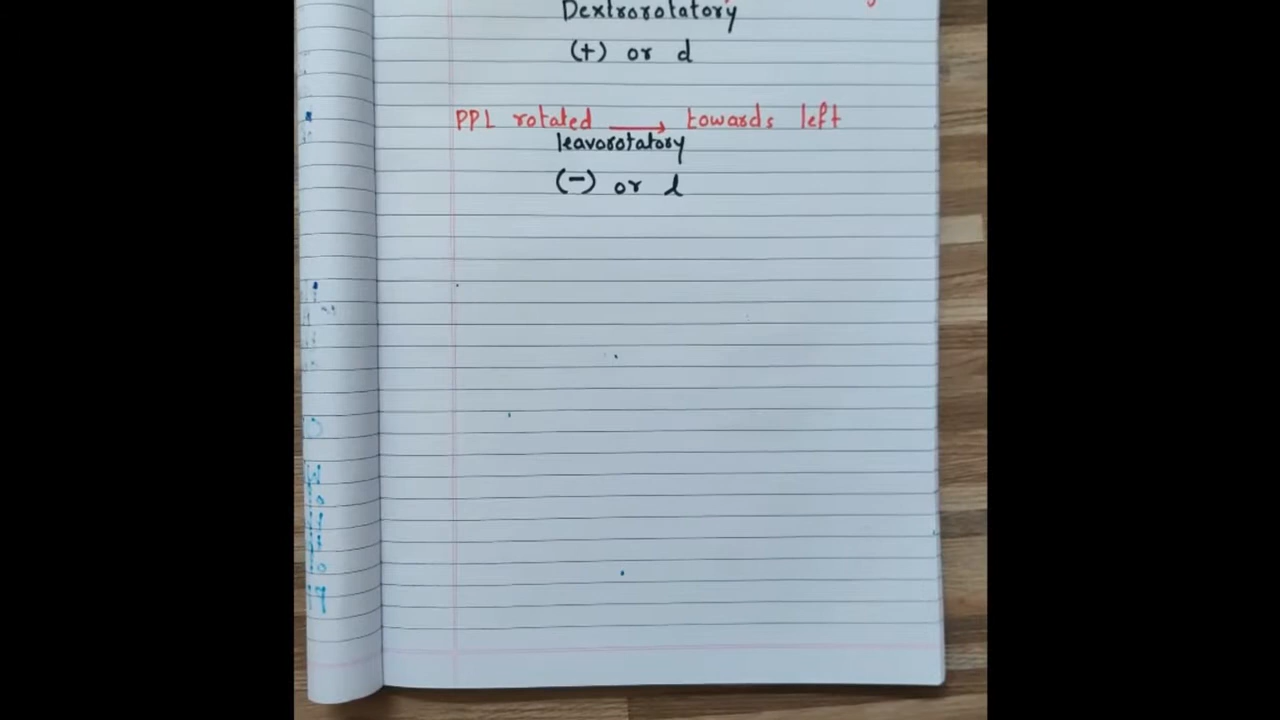 Dextrorotatory
(+) or d
PPL rotated → towards left
leavorotatory
(-) or l